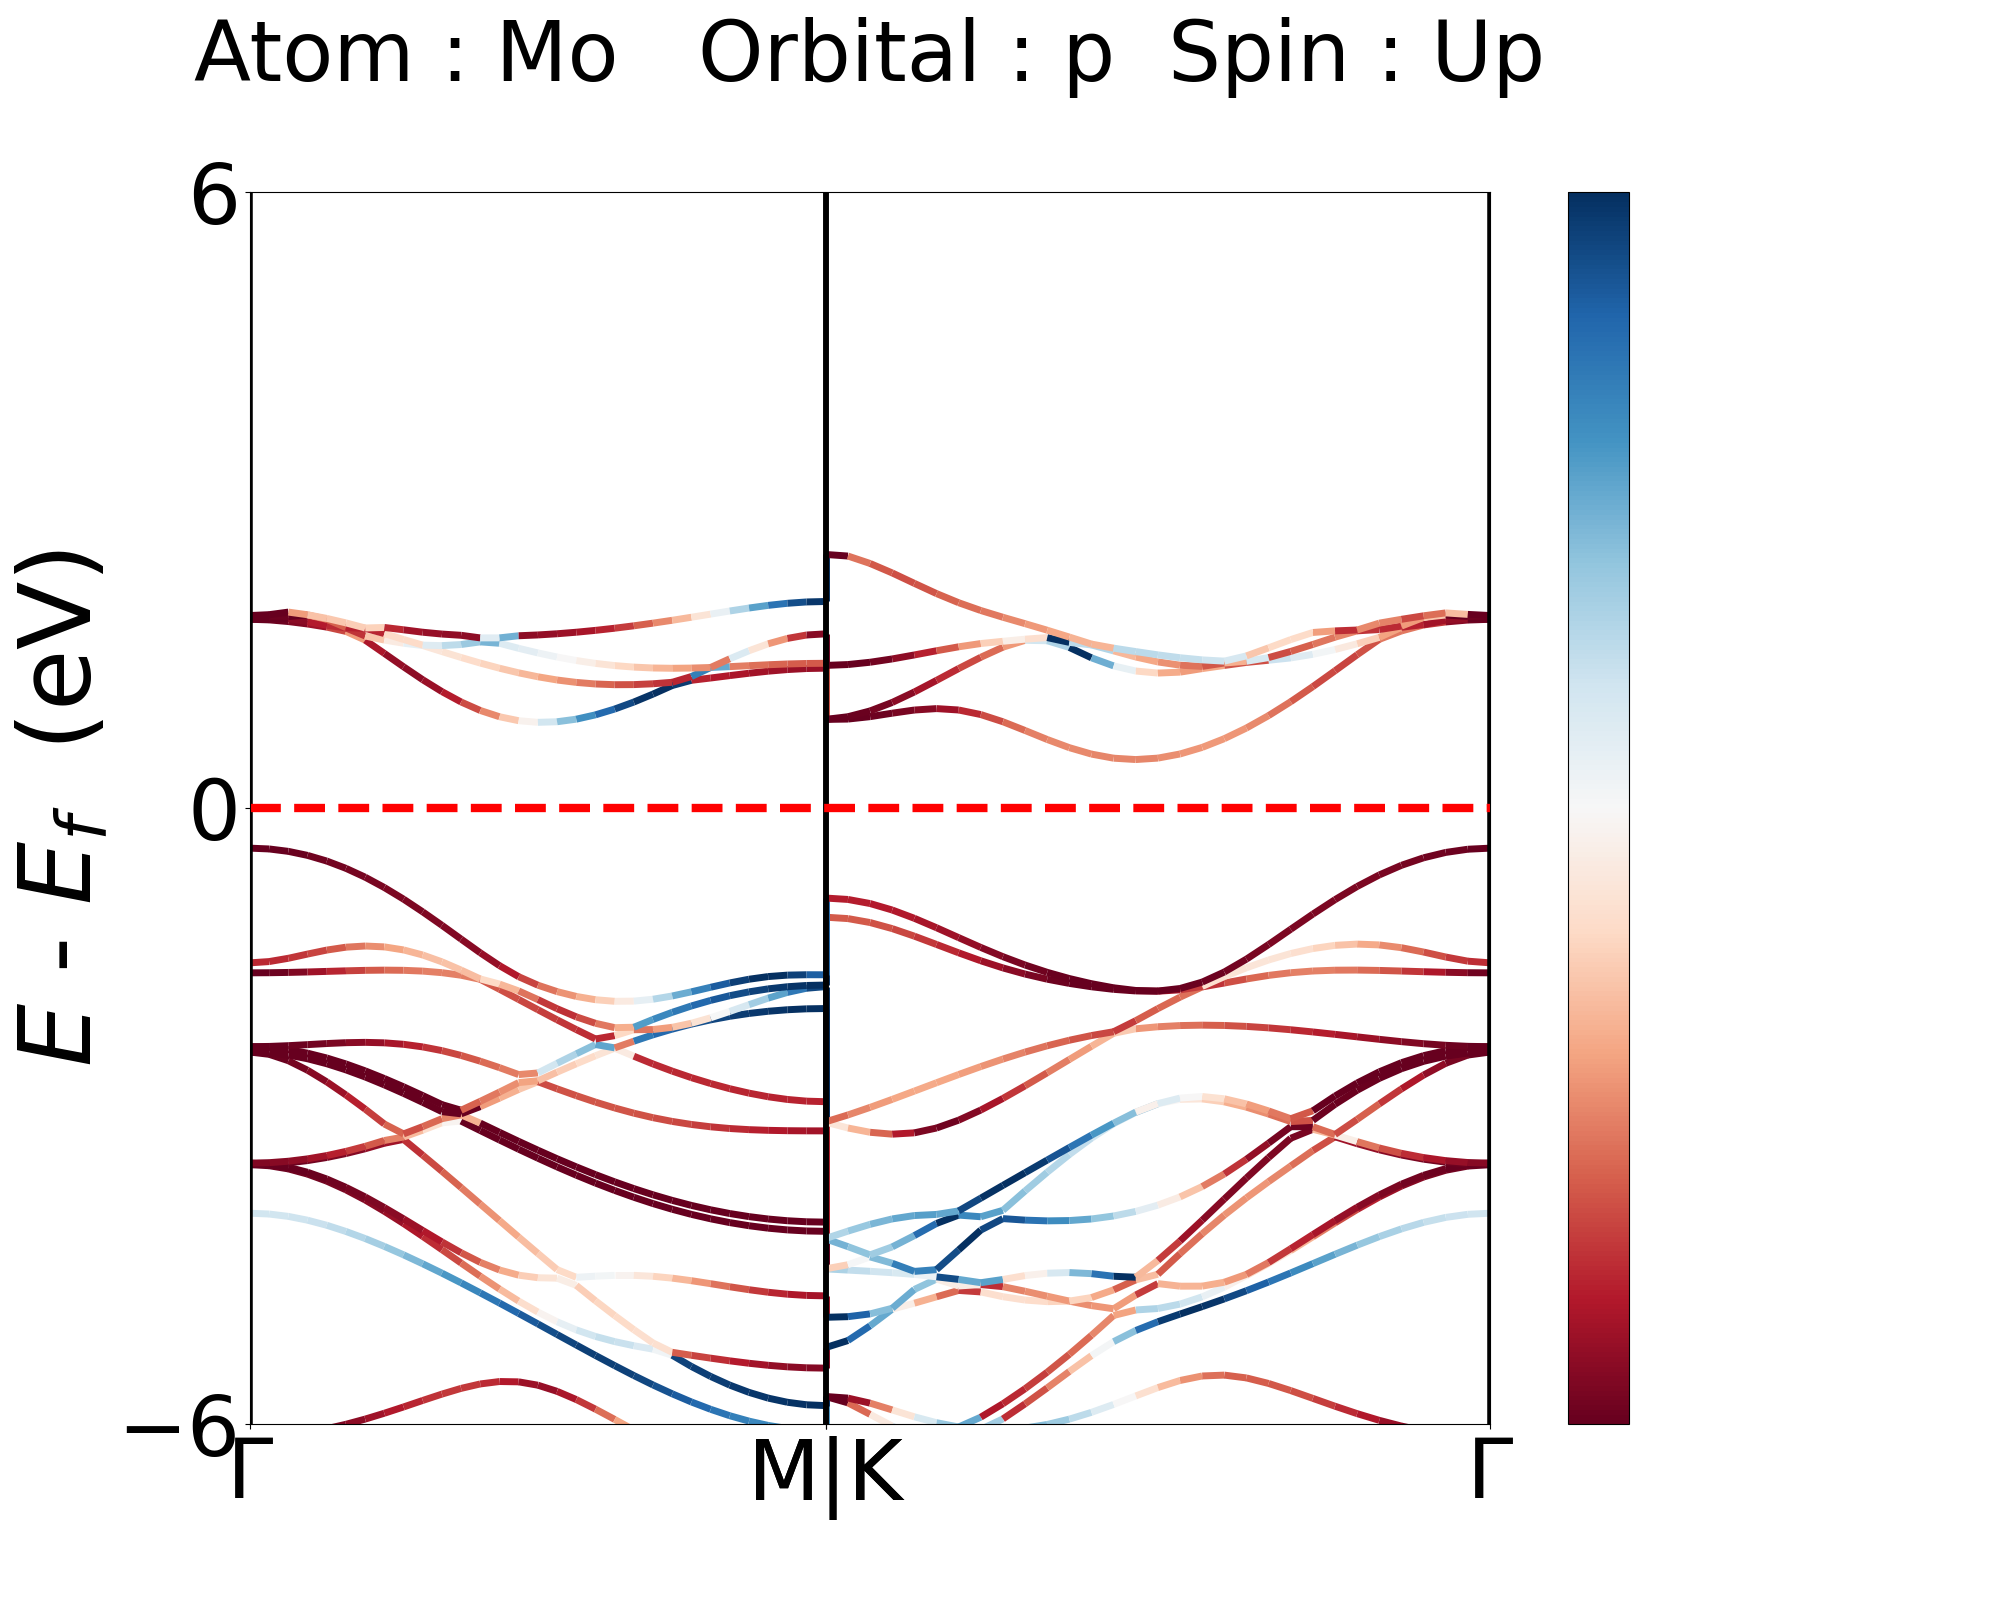 Atom : Mo Orbital : p Spin : Up
6
0
−6
E - E_f (eV)
Γ
M|K
Γ